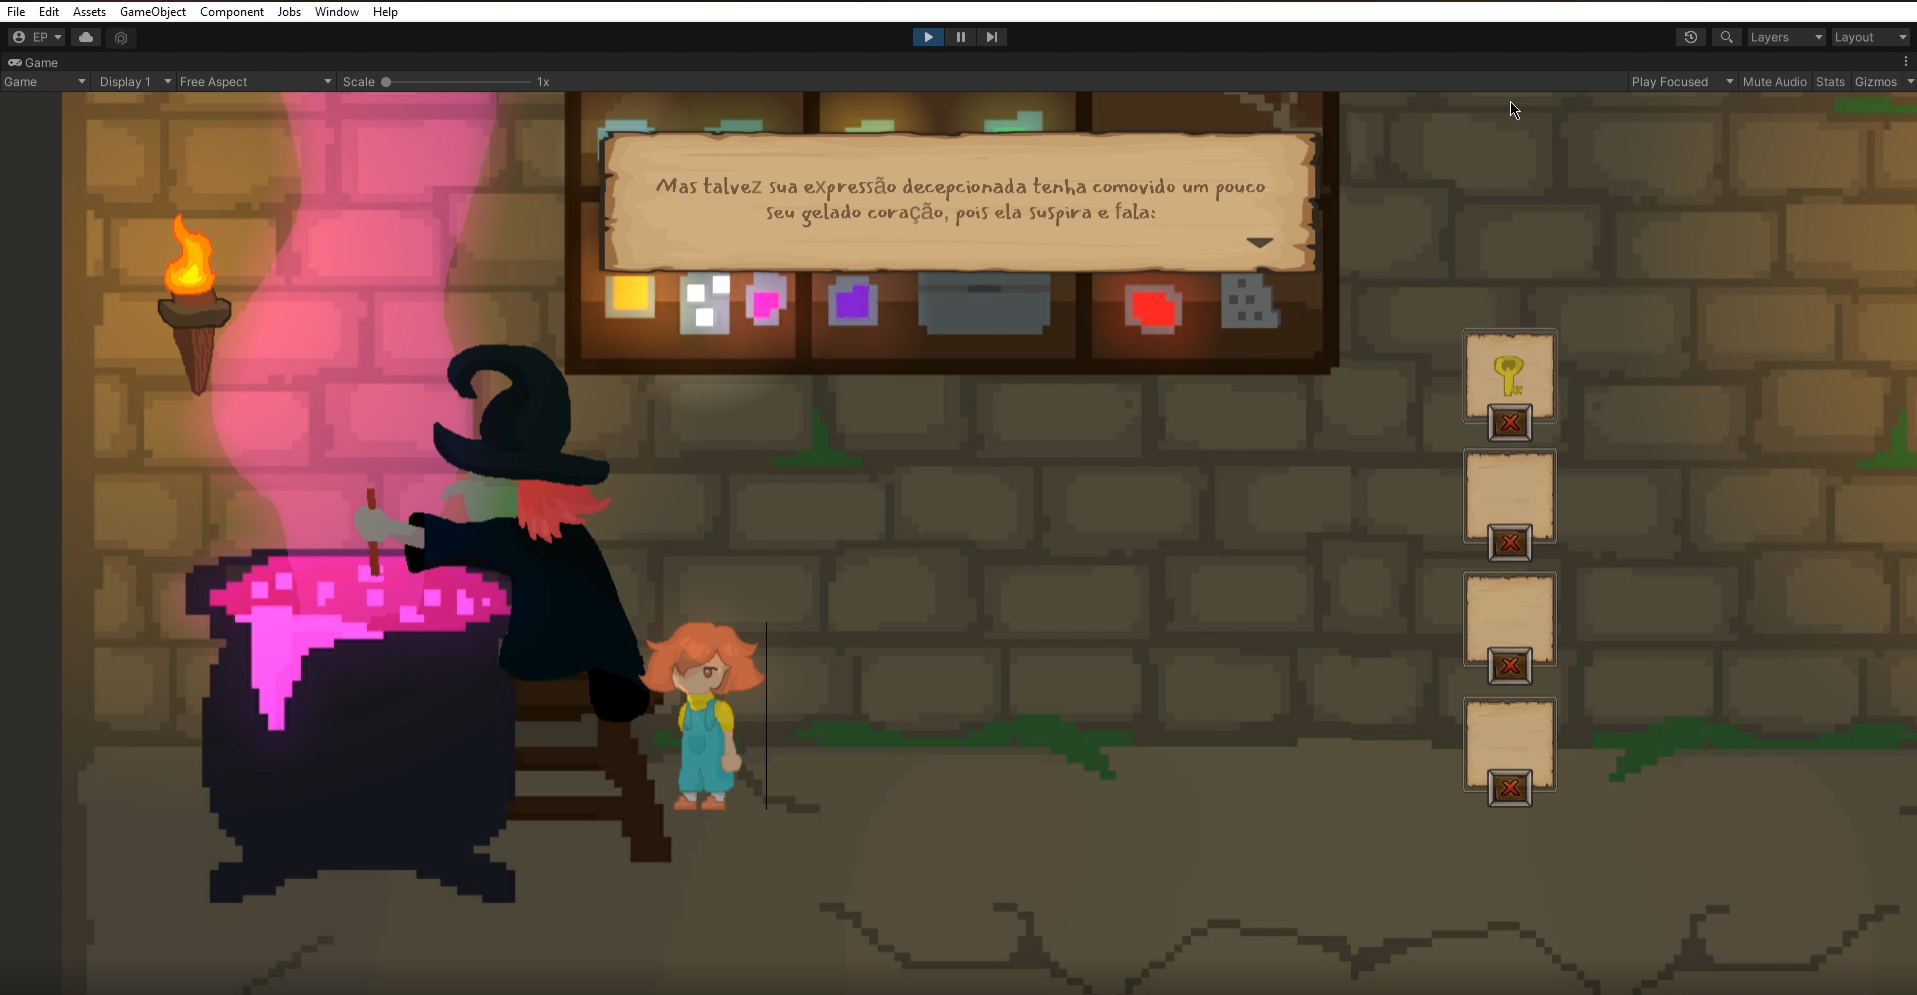 File Edit Assets GameObject Component Jobs Window Help
EP Layers Layout
Game
Game Display 1 Free Aspect Scale 1x Play Focused Mute Audio Stats Gizmos
Mas talvez sua expressão decepcionada tenha comovido um pouco
seu gelado coração, pois ela suspira e fala: